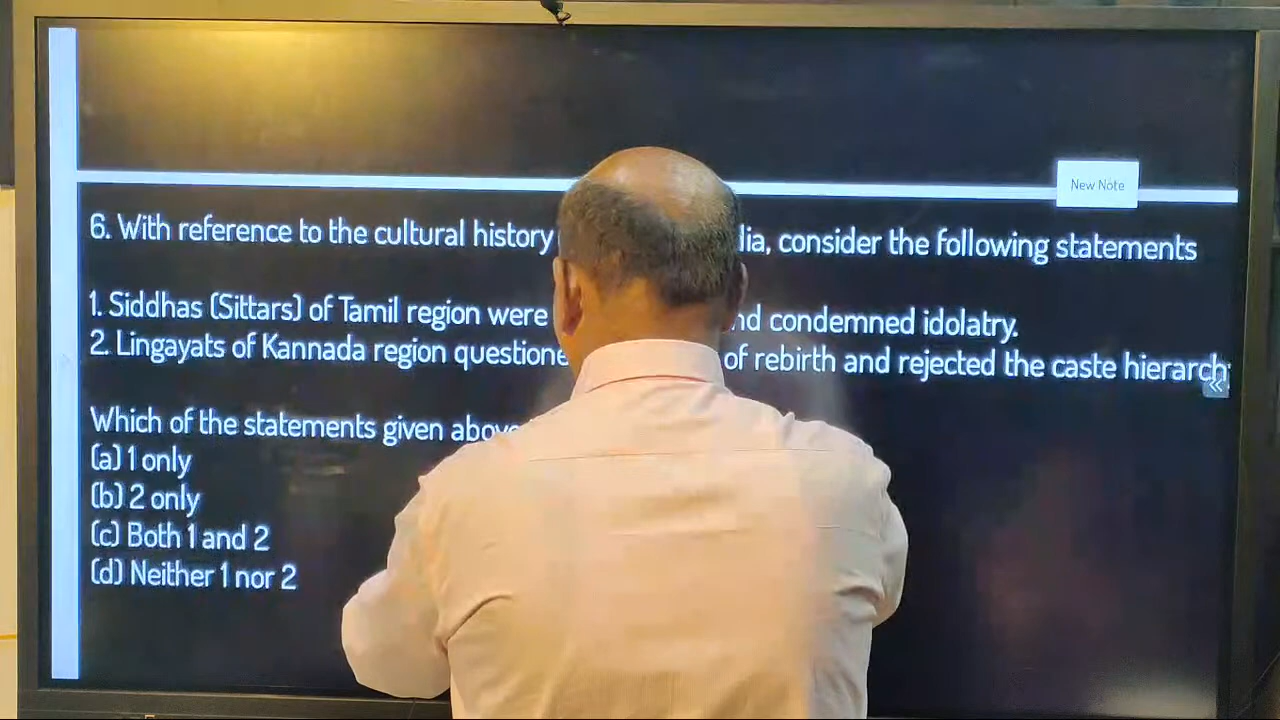 New Note
6. With reference to the cultural history dia, consider the following statements
1. Siddhas (Sittars) of Tamil region were nd condemned idolatry.
2. Lingayats of Kannada region questione of rebirth and rejected the caste hierarch
Which of the statements given above
(a) 1 only
(b) 2 only
(c) Both 1 and 2
(d) Neither 1 nor 2